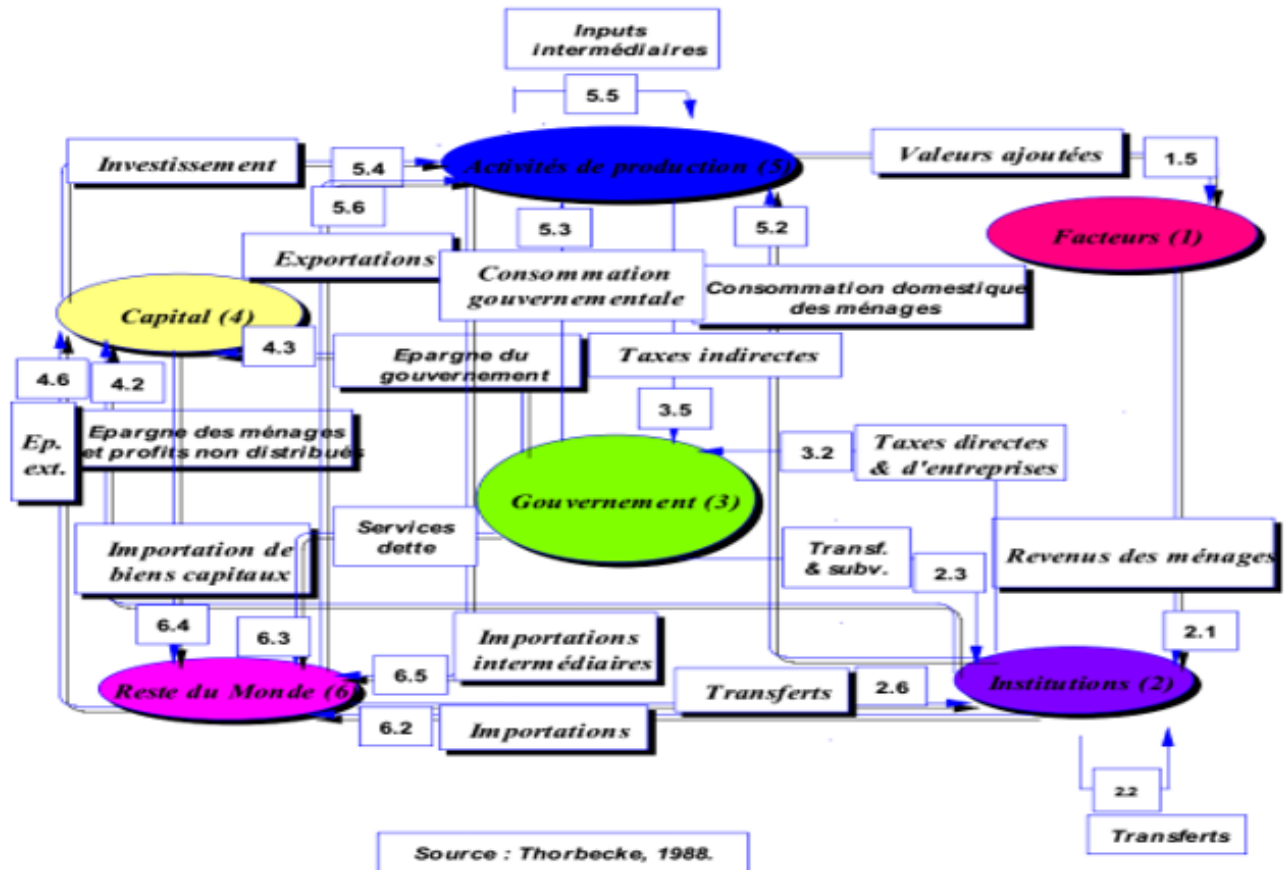 Inputs
intermédiaires
5.5
Investissement
5.4
Activités de production (5)
Valeurs ajoutées
1.5
5.6
5.3
5.2
Facteurs (1)
Exportations
Consommation
gouvernementale
Consommation domestique
des ménages
Capital (4)
4.3
Epargne du
gouvernement
Taxes indirectes
4.6
4.2
3.5
Ep.
ext.
Epargne des ménages
et profits non distribués
3.2
Taxes directes
& d'entreprises
Gouvernement (3)
Services
dette
Importation de
biens capitaux
Transf.
& subv.
2.3
Revenus des ménages
6.4
6.3
Importations
intermédiaires
2.1
6.5
Reste du Monde (6
Transferts
2.6
Institutions (2)
6.2
Importations
2.2
Transferts
Source : Thorbecke, 1988.